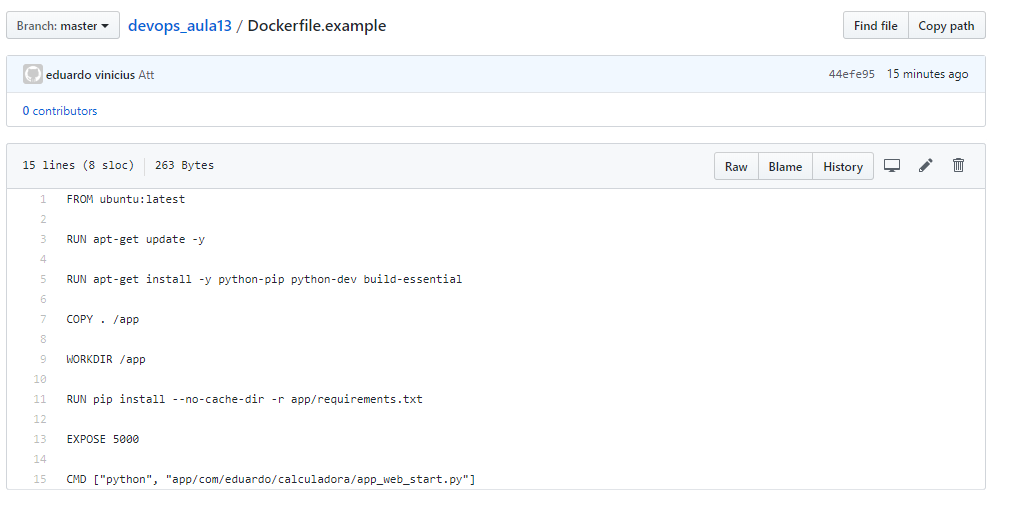 Branch: master devops_aula13 / Dockerfile.example Find file Copy path
eduardo vinicius Att 44efe95 15 minutes ago
0 contributors
15 lines (8 sloc) 263 Bytes Raw Blame History
1 FROM ubuntu:latest
2
3 RUN apt-get update -y
4
5 RUN apt-get install -y python-pip python-dev build-essential
6
7 COPY . /app
8
9 WORKDIR /app
10
11 RUN pip install --no-cache-dir -r app/requirements.txt
12
13 EXPOSE 5000
14
15 CMD ["python", "app/com/eduardo/calculadora/app_web_start.py"]